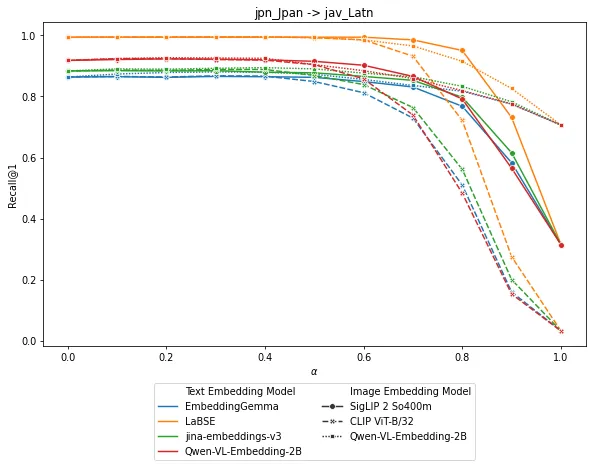 jpn_Jpan -> jav_Latn
Recall@1
1.0
0.8
0.6
0.4
0.2
0.0
0.0 0.2 0.4 0.6 0.8 1.0
α
Text Embedding Model
EmbeddingGemma
LaBSE
jina-embeddings-v3
Qwen-VL-Embedding-2B
Image Embedding Model
SigLIP 2 So400m
CLIP ViT-B/32
Qwen-VL-Embedding-2B